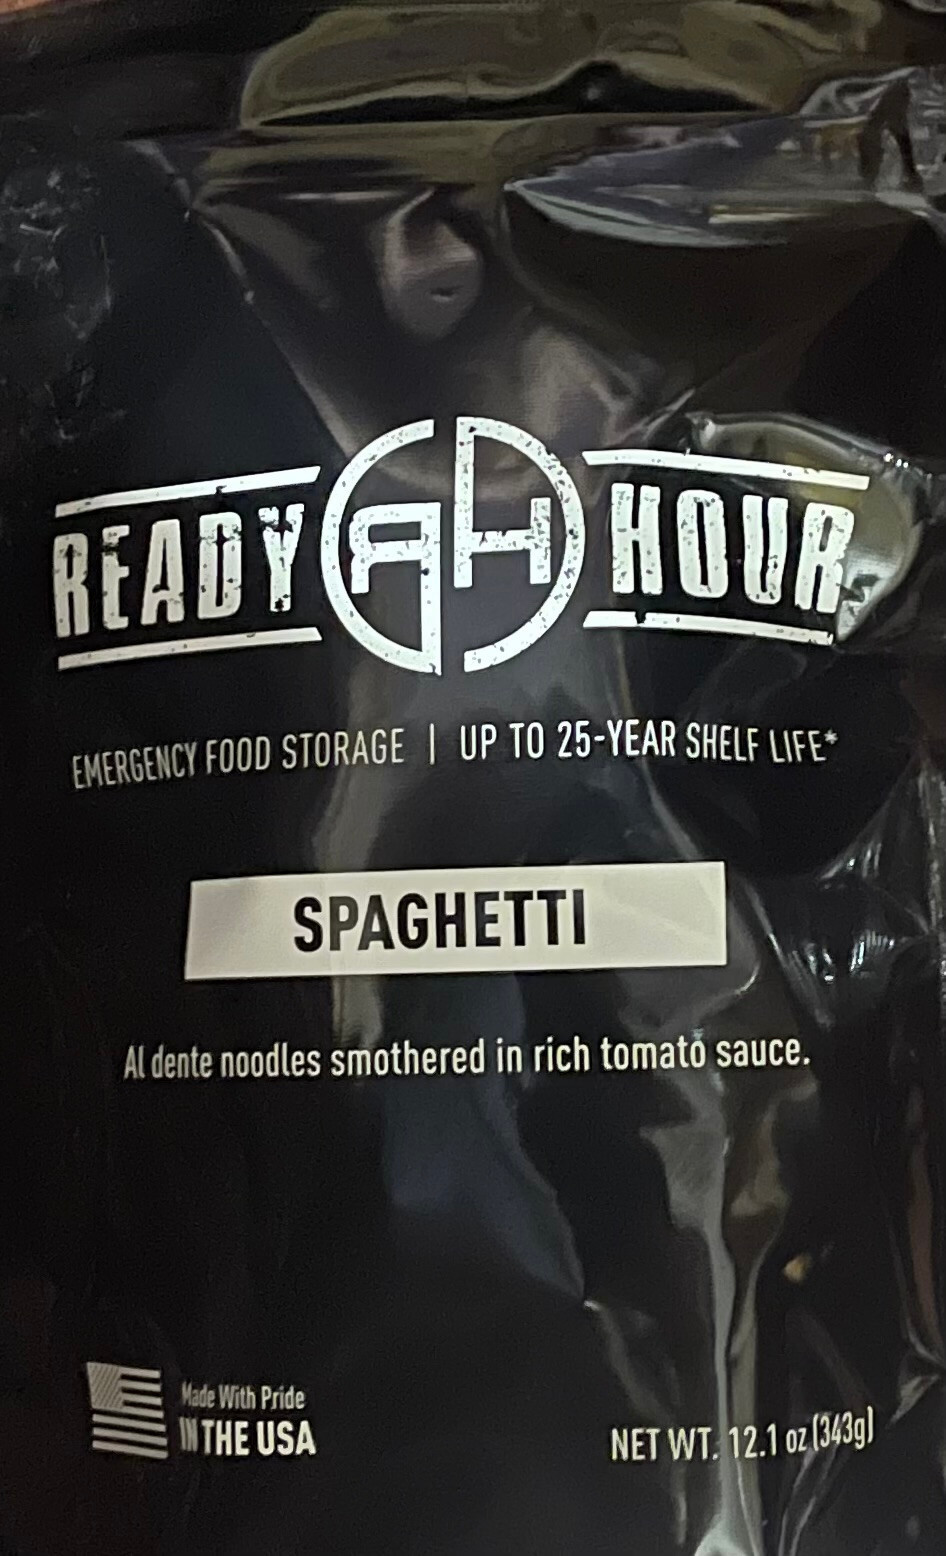 READY RH HOUR
EMERGENCY FOOD STORAGE | UP TO 25-YEAR SHELF LIFE*
SPAGHETTI
Al dente noodles smothered in rich tomato sauce.
Made With Pride
IN THE USA
NET WT. 12.1 oz (343g)